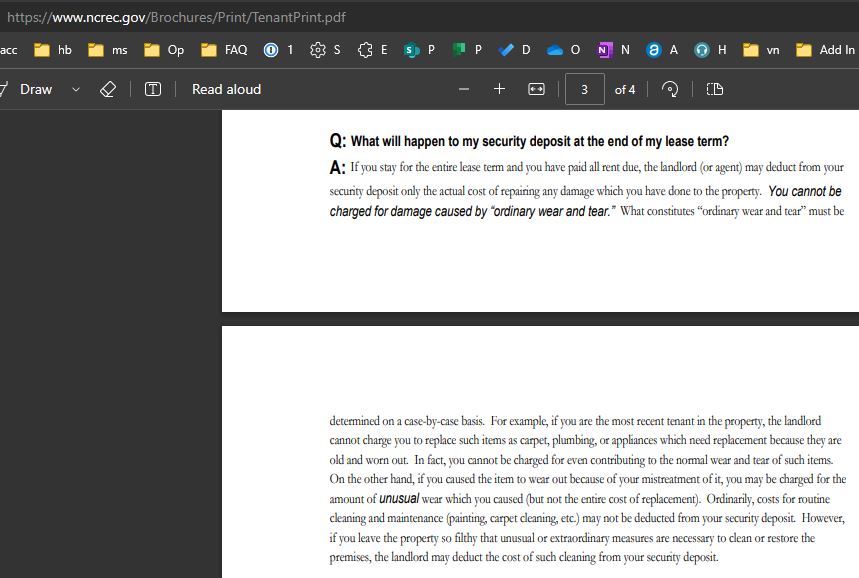 https://www.ncrec.gov/Brochures/Print/TenantPrint.pdf
acc hb ms Op FAQ 1 S E S P P D O N N a A H vn Add In
Draw T Read aloud 3 of 4
Q: What will happen to my security deposit at the end of my lease term?
A: If you stay for the entire lease term and you have paid all rent due, the landlord (or agent) may deduct from your
security deposit only the actual cost of repairing any damage which you have done to the property. You cannot be
charged for damage caused by “ordinary wear and tear.” What constitutes “ordinary wear and tear” must be
determined on a case-by-case basis. For example, if you are the most recent tenant in the property, the landlord
cannot charge you to replace such items as carpet, plumbing, or appliances which need replacement because they are
old and worn out. In fact, you cannot be charged for even contributing to the normal wear and tear of such items.
On the other hand, if you caused the item to wear out because of your mistreatment of it, you may be charged for the
amount of unusual wear which you caused (but not the entire cost of replacement). Ordinarily, costs for routine
cleaning and maintenance (painting, carpet cleaning, etc.) may not be deducted from your security deposit. However,
if you leave the property so filthy that unusual or extraordinary measures are necessary to clean or restore the
premises, the landlord may deduct the cost of such cleaning from your security deposit.